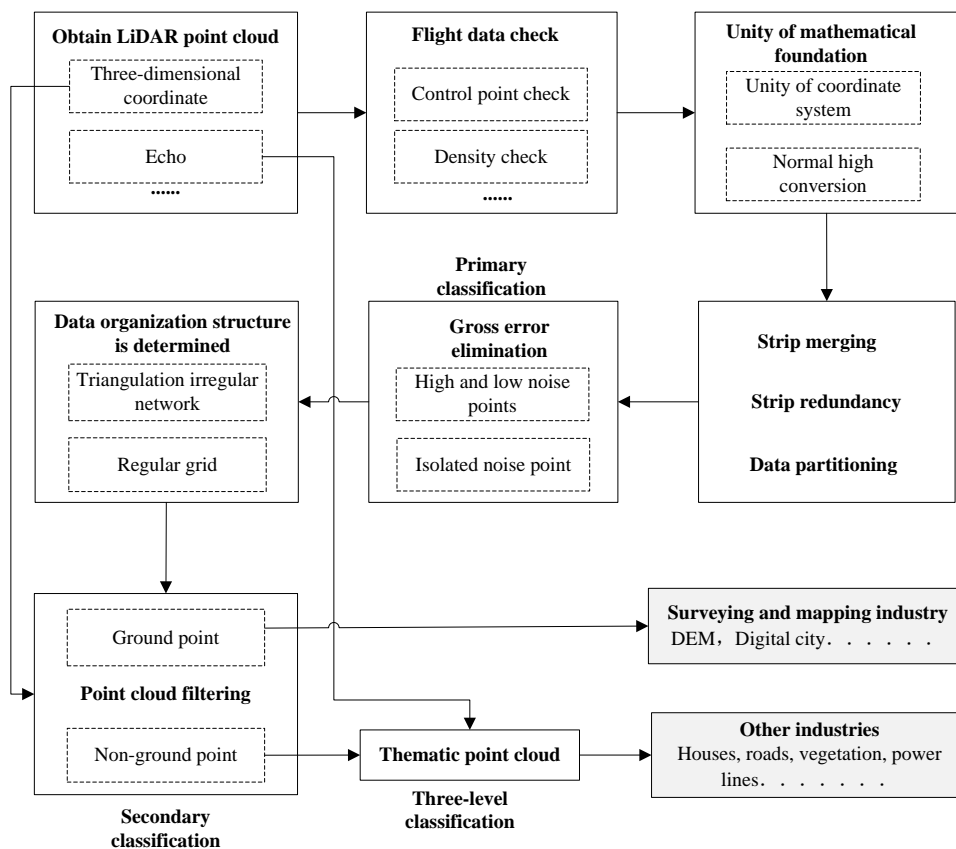 Obtain LiDAR point cloud
Three-dimensional
coordinate
Echo
......
Flight data check
Control point check
Density check
......
Unity of mathematical
foundation
Unity of coordinate
system
Normal high
conversion
Data organization structure
is determined
Triangulation irregular
network
Regular grid
Primary
classification
Gross error
elimination
High and low noise
points
Isolated noise point
Strip merging
Strip redundancy
Data partitioning
Ground point
Point cloud filtering
Non-ground point
Secondary
classification
Thematic point cloud
Three-level
classification
Surveying and mapping industry
DEM，Digital city．．．．．．
Other industries
Houses, roads, vegetation, power
lines．．．．．．．